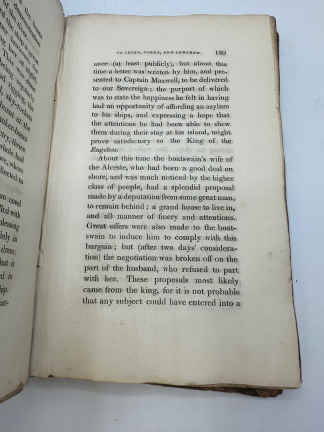 TO LYERA, COREA, AND LEWCHEW. 189
ance (at least publicly); but about this
time a letter was written by him, and pre-
sented to Captain Maxwell, to be delivered
to our Sovereign; the purport of which
was to state the happiness he felt in having
had an opportunity of affording an asylum
to his ships, and expressing a hope that
the attentions he had been able to show
them during their stay at his island, might
prove satisfactory to the King of the
Engelees.
About this time the boatswain's wife of
the Alceste, who had been a good deal on
shore, and was much noticed by the higher
class of people, had a splendid proposal
made by a deputation from some great man,
to remain behind; a grand house to live in,
and all manner of finery and attentions.
Great offers were also made to the boat-
swain to induce him to comply with this
bargain; but (after two days' considera-
tion) the negotiation was broken off on the
part of the husband, who refused to part
with her. These proposals most likely
came from the king, for it is not probable
that any subject could have entered into a